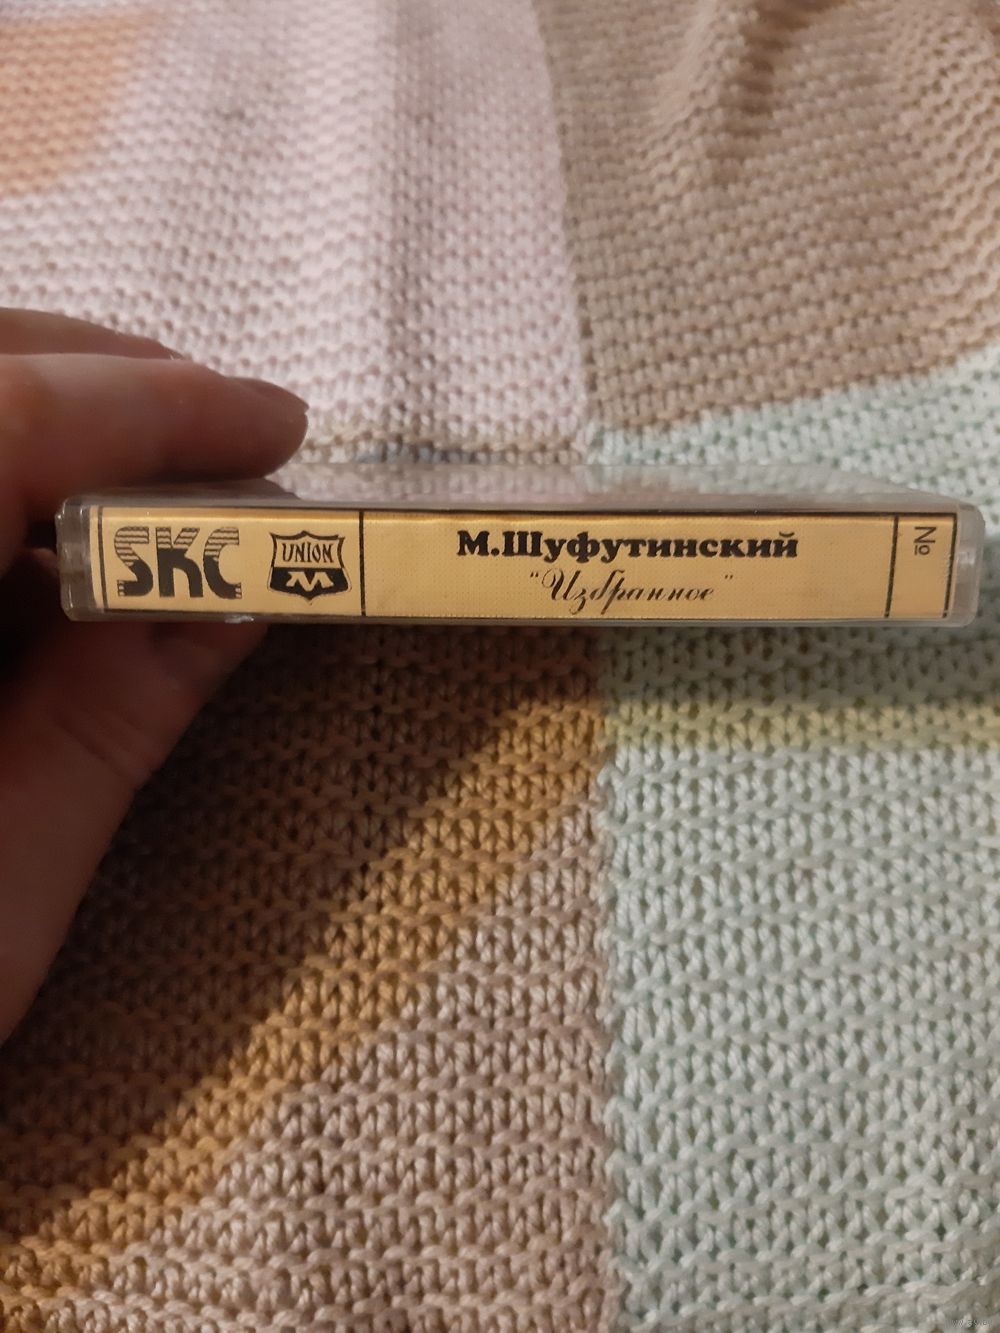 SKC
UNION
M
М.Шуфутинский
"Избранное"
№